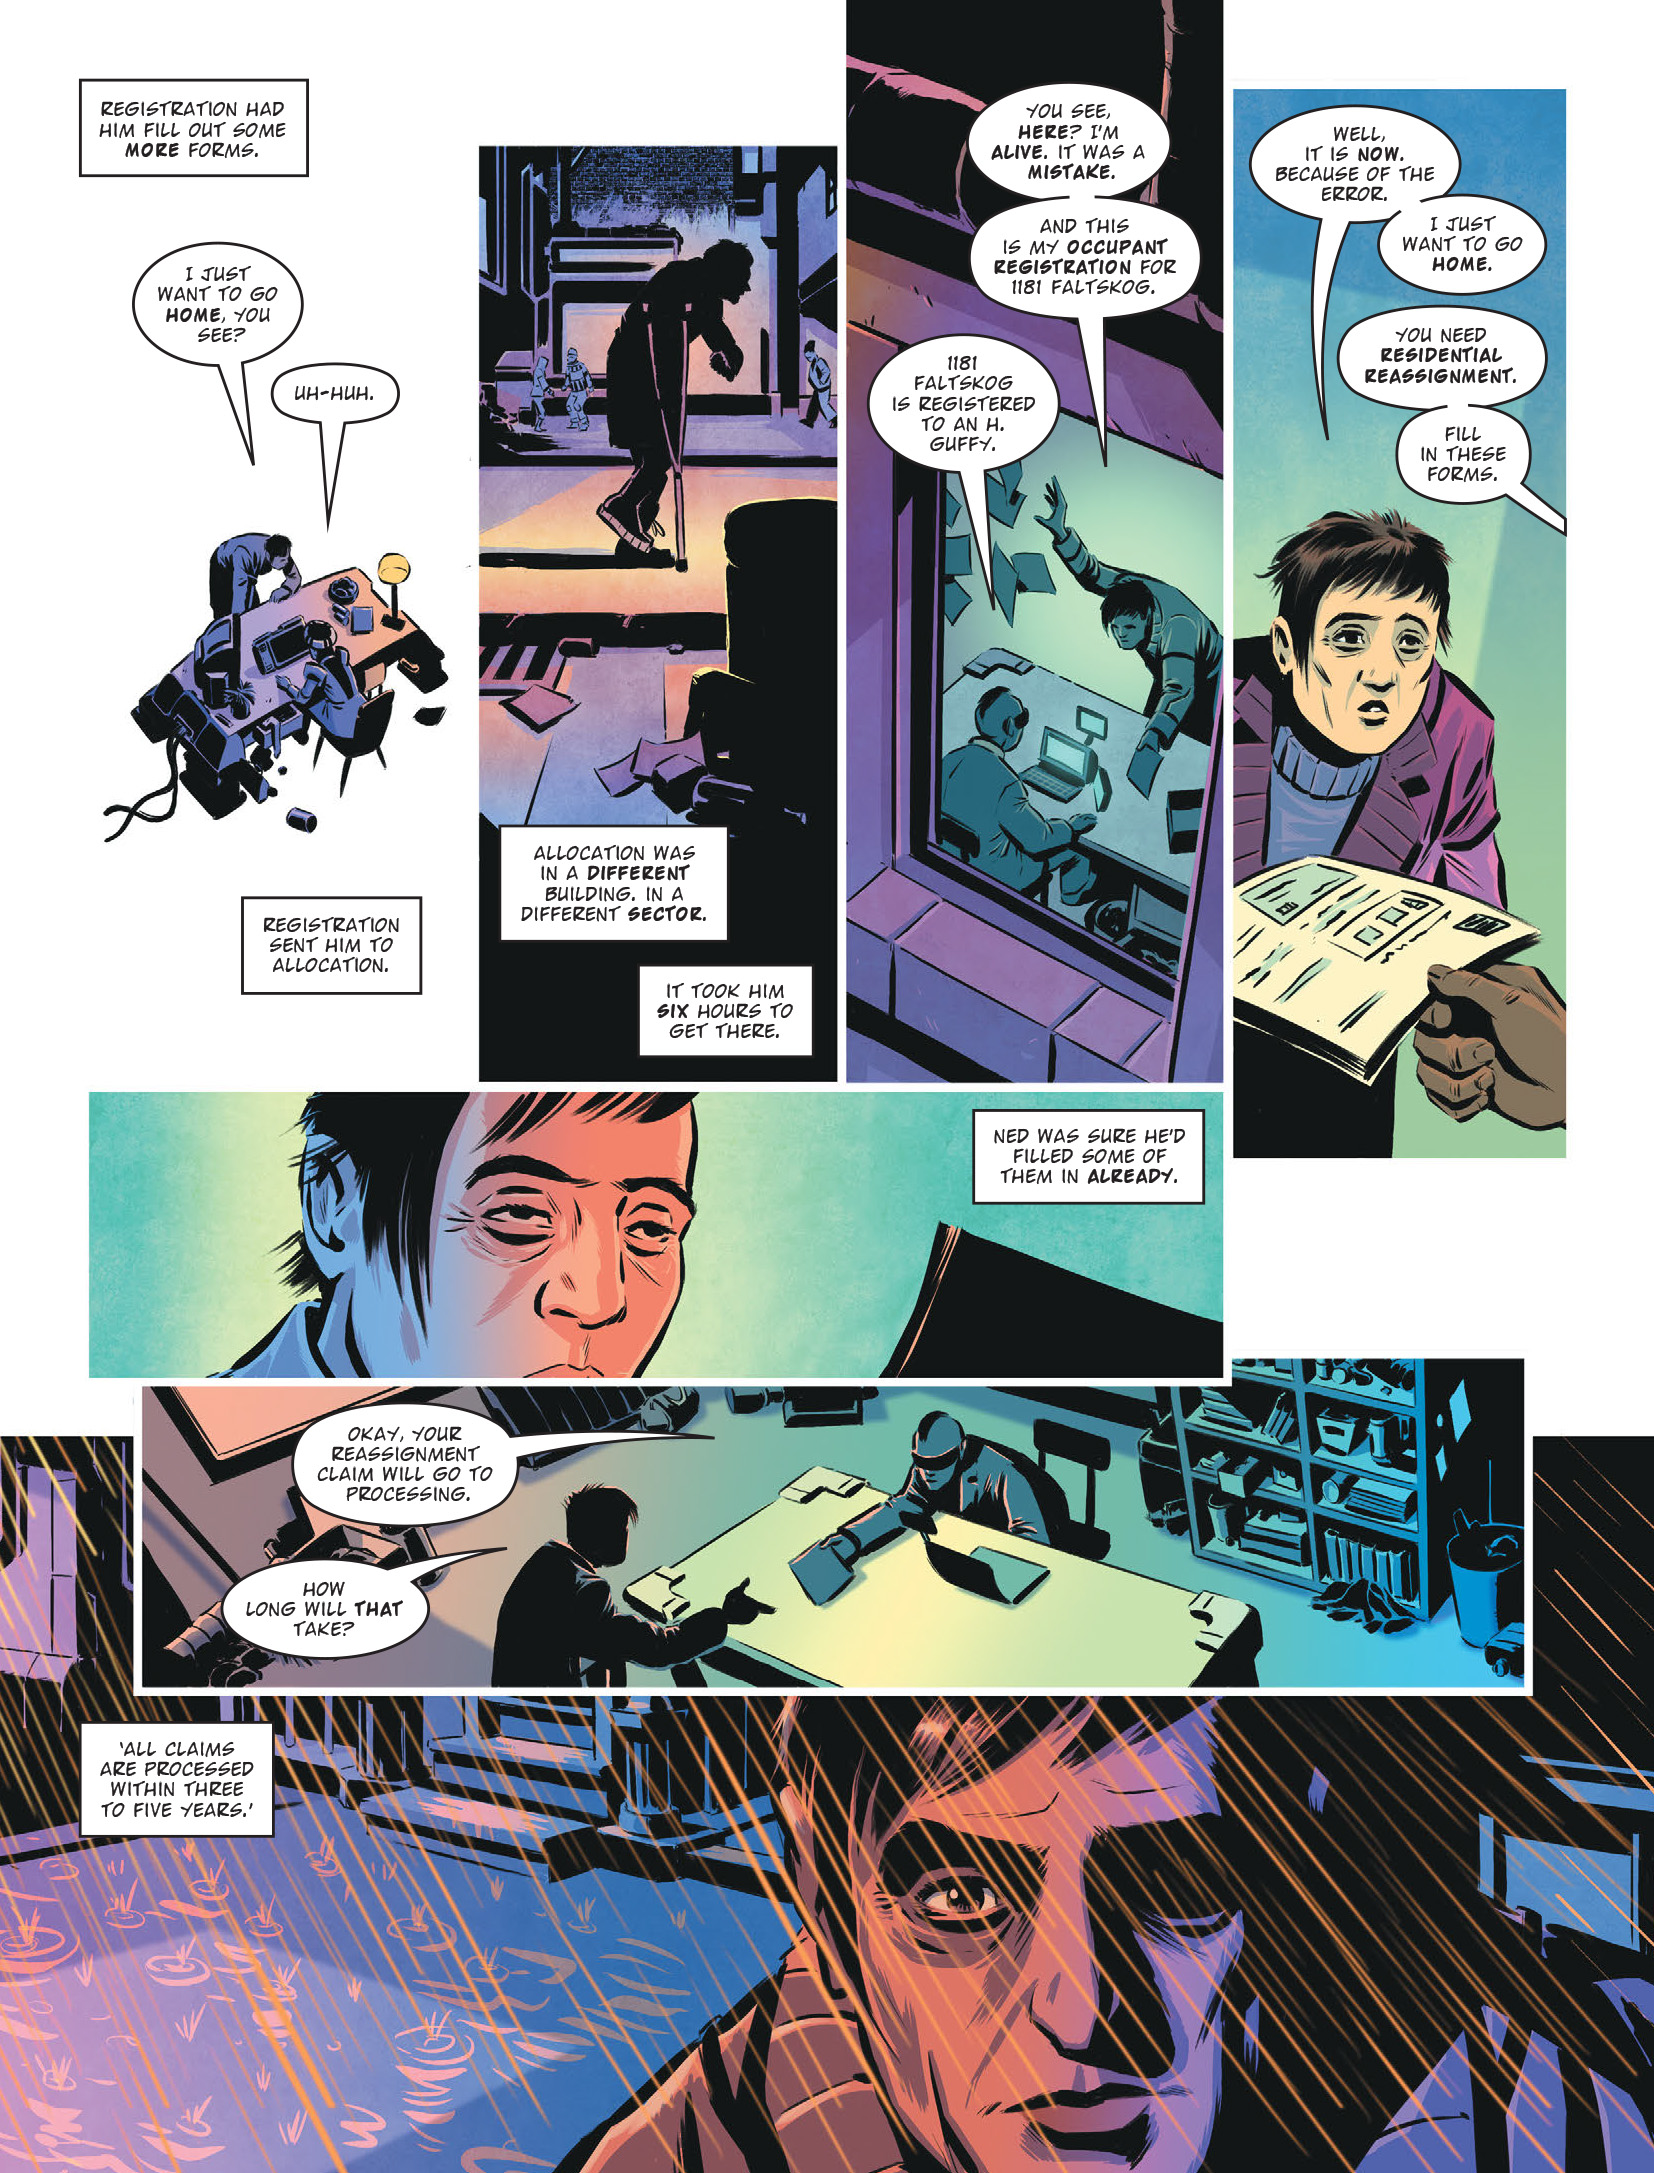 REGISTRATION HAD
HIM FILL OUT SOME
MORE FORMS.
I JUST
WANT TO GO
HOME, YOU
SEE?
UH-HUH.
REGISTRATION
SENT HIM TO
ALLOCATION.
ALLOCATION WAS
IN A DIFFERENT
BUILDING. IN A
DIFFERENT SECTOR.
IT TOOK HIM
SIX HOURS TO
GET THERE.
YOU SEE,
HERE? I'M
ALIVE. IT WAS A
MISTAKE.
AND THIS
IS MY OCCUPANT
REGISTRATION FOR
1181 FALTSKOG.
1181
FALTSKOG
IS REGISTERED
TO AN H.
GUFFY.
WELL,
IT IS NOW.
BECAUSE OF THE
ERROR.
I JUST
WANT TO GO
HOME.
YOU NEED
RESIDENTIAL
REASSIGNMENT.
FILL
IN THESE
FORMS.
NED WAS SURE HE'D
FILLED SOME OF
THEM IN ALREADY.
OKAY, YOUR
REASSIGNMENT
CLAIM WILL GO TO
PROCESSING.
HOW
LONG WILL THAT
TAKE?
'ALL CLAIMS
ARE PROCESSED
WITHIN THREE
TO FIVE YEARS.'